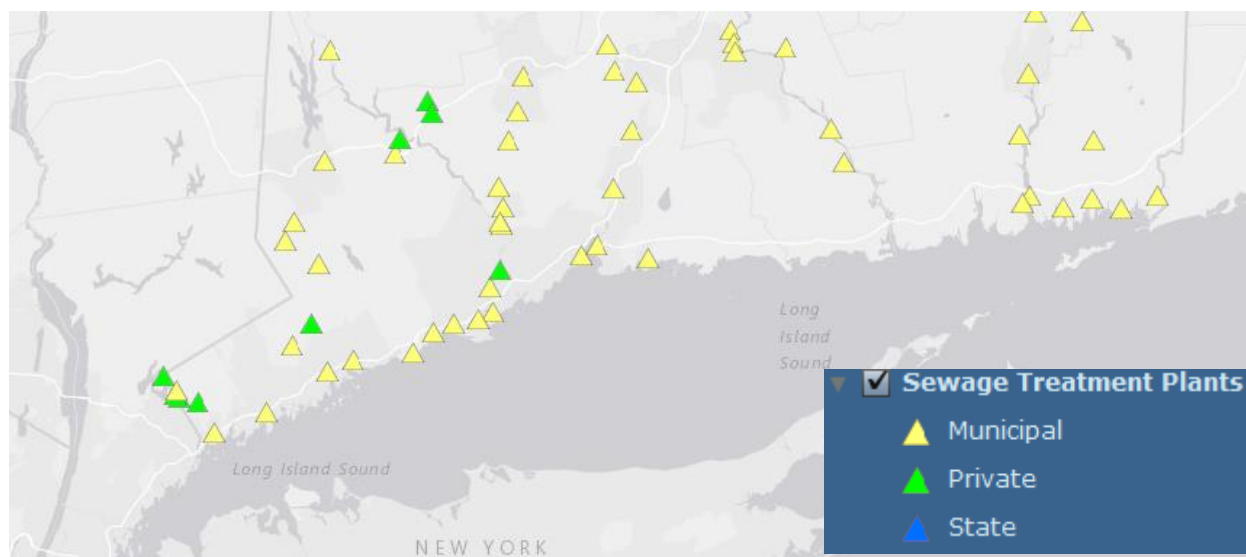 Long
Island
Sound
Long Island Sound
NEW YORK
Sewage Treatment Plants
Municipal
Private
State